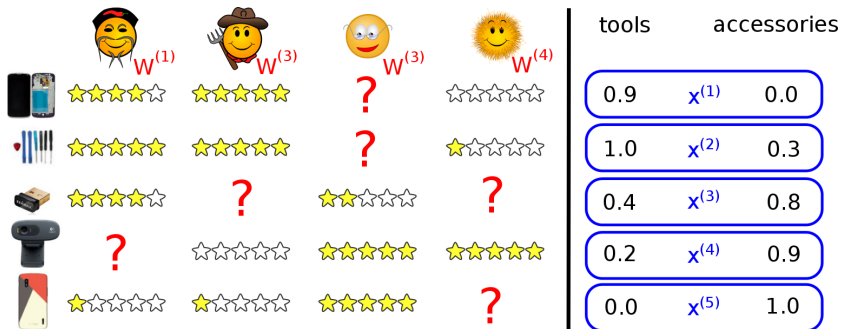 tools accessories
W(1) W(3) W(3) W(4)
? 0.9 x(1) 0.0
? 1.0 x(2) 0.3
? ? 0.4 x(3) 0.8
? 0.2 x(4) 0.9
? 0.0 x(5) 1.0